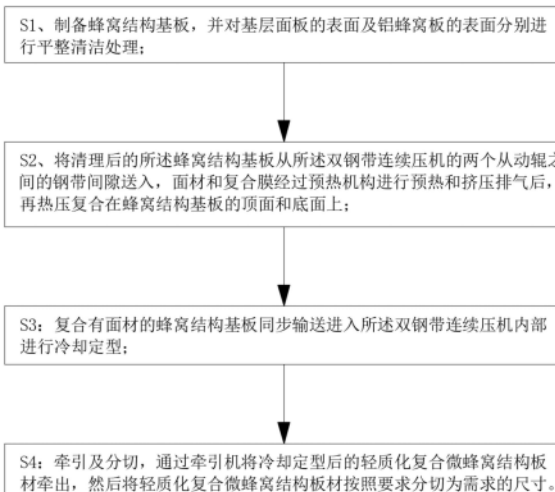 S1、制备蜂窝结构基板，并对基层面板的表面及铝蜂窝板的表面分别进
行平整清洁处理；
S2、将清理后的所述蜂窝结构基板从所述双钢带连续压机的两个从动辊之
间的钢带间隙送入，面材和复合膜经过预热机构进行预热和挤压排气后，
再热压复合在蜂窝结构基板的顶面和底面上；
S3：复合有面材的蜂窝结构基板同步输送进入所述双钢带连续压机内部
进行冷却定型；
S4：牵引及分切，通过牵引机将冷却定型后的轻质化复合微蜂窝结构板
材牵出，然后将轻质化复合微蜂窝结构板材按照要求分切为需求的尺寸。